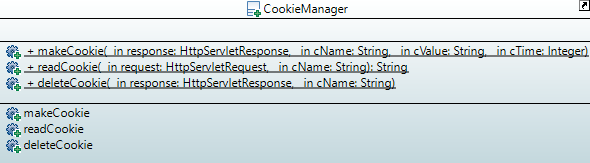 CookieManager
+ makeCookie( in response: HttpServletResponse, in cName: String, in cValue: String, in cTime: Integer)
+ readCookie( in request: HttpServletRequest, in cName: String): String
+ deleteCookie( in response: HttpServletResponse, in cName: String)
makeCookie
readCookie
deleteCookie